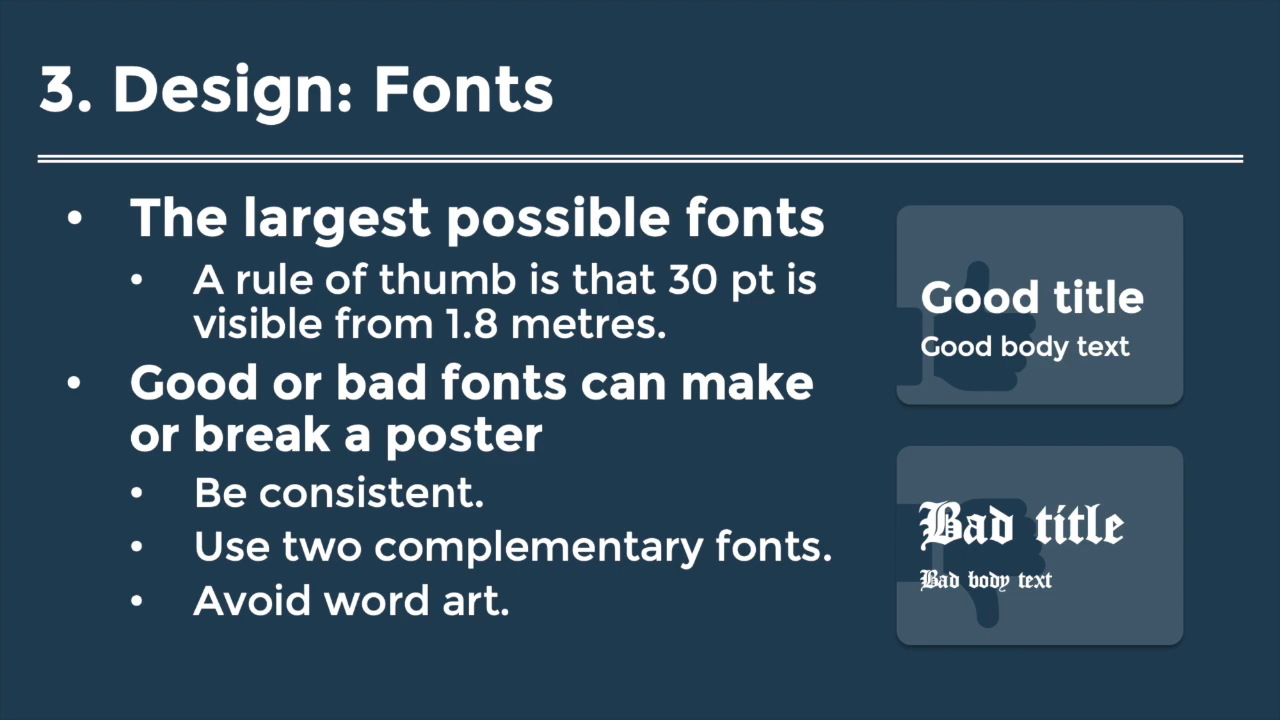 3. Design: Fonts
• The largest possible fonts
• A rule of thumb is that 30 pt is
visible from 1.8 metres.
• Good or bad fonts can make
or break a poster
• Be consistent.
• Use two complementary fonts.
• Avoid word art.
Good title
Good body text
Bad title
Bad body text